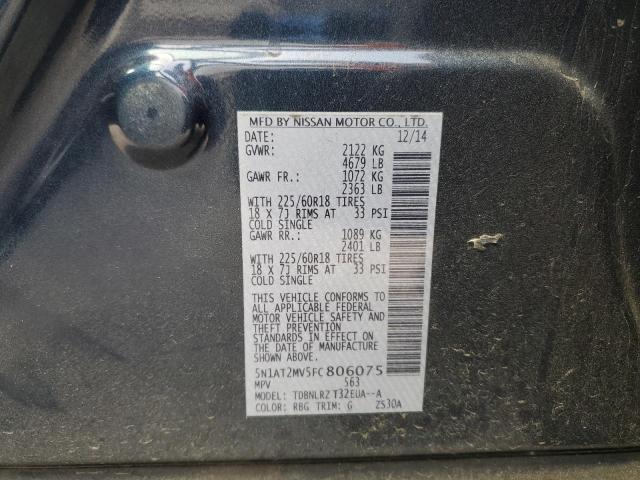 MFD BY NISSAN MOTOR CO., LTD.
DATE: 12/14
GVWR: 2122 KG
4679 LB
GAWR FR.: 1072 KG
2363 LB
WITH 225/60R18 TIRES
18 X 7J RIMS AT 33 PSI
COLD SINGLE
GAWR RR.: 1089 KG
2401 LB
WITH 225/60R18 TIRES
18 X 7J RIMS AT 33 PSI
COLD SINGLE
THIS VEHICLE CONFORMS TO
ALL APPLICABLE FEDERAL
MOTOR VEHICLE SAFETY AND
THEFT PREVENTION
STANDARDS IN EFFECT ON
THE DATE OF MANUFACTURE
SHOWN ABOVE.
5N1AT2MV5FC806075
MPV 563
MODEL: TDBNLRZ T32EUA--A
COLOR: RBG TRIM: G ZS30A